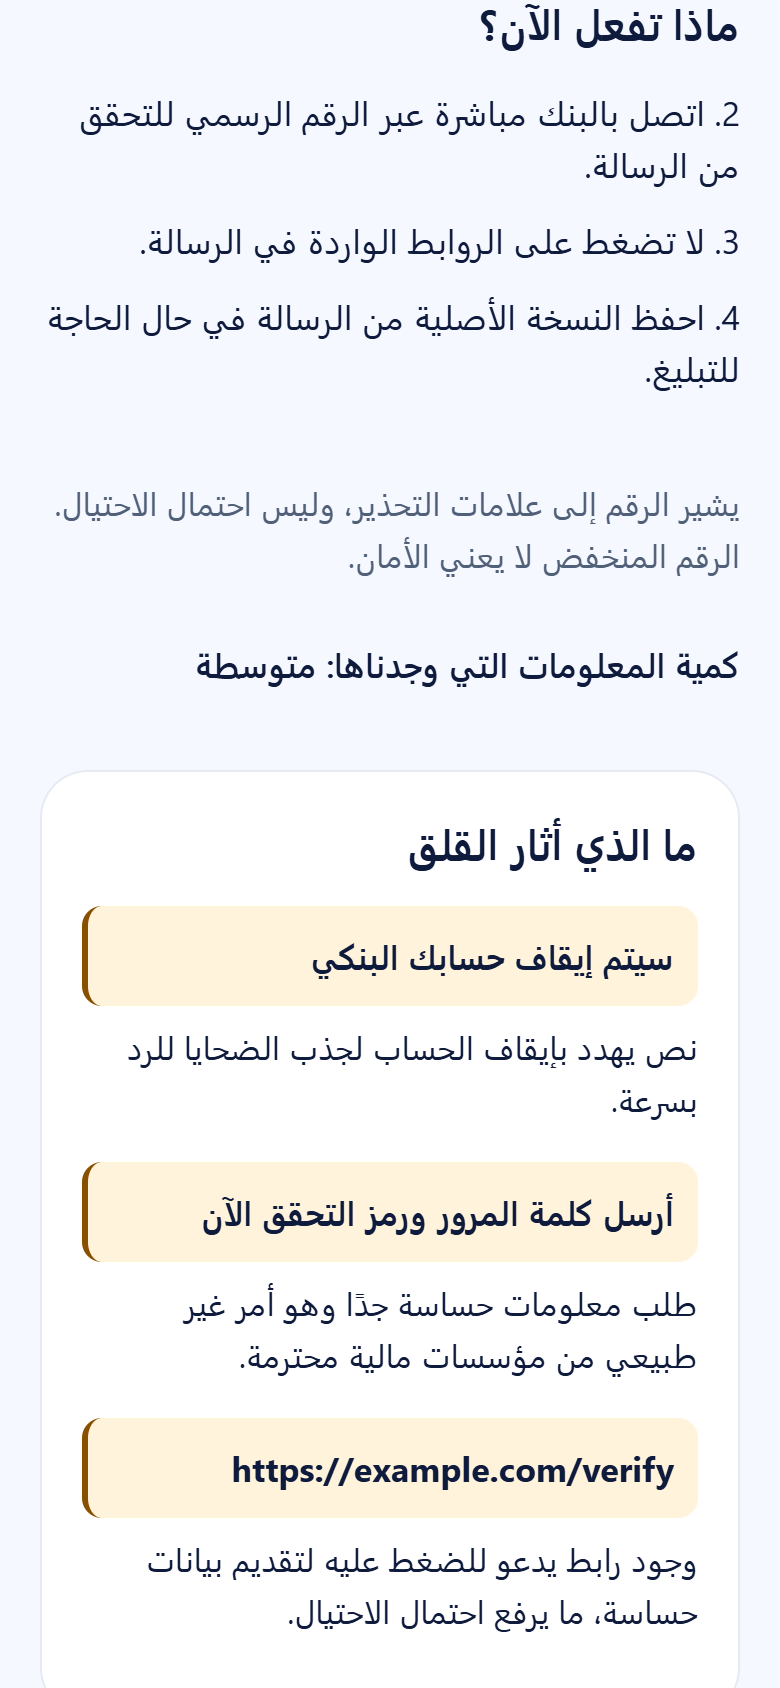 ماذا تفعل الآن؟
2. اتصل بالبنك مباشرة عبر الرقم الرسمي للتحقق
من الرسالة.
3. لا تضغط على الروابط الواردة في الرسالة.
4. احفظ النسخة الأصلية من الرسالة في حال الحاجة
للتبليغ.
يشير الرقم إلى علامات التحذير، وليس احتمال الاحتيال.
الرقم المنخفض لا يعني الأمان.
كمية المعلومات التي وجدناها: متوسطة
ما الذي أثار القلق
سيتم إيقاف حسابك البنكي
نص يهدد بإيقاف الحساب لجذب الضحايا للرد
بسرعة.
أرسل كلمة المرور ورمز التحقق الآن
طلب معلومات حساسة جدًا وهو أمر غير
طبيعي من مؤسسات مالية محترمة.
https://example.com/verify
وجود رابط يدعو للضغط عليه لتقديم بيانات
حساسة، ما يرفع احتمال الاحتيال.